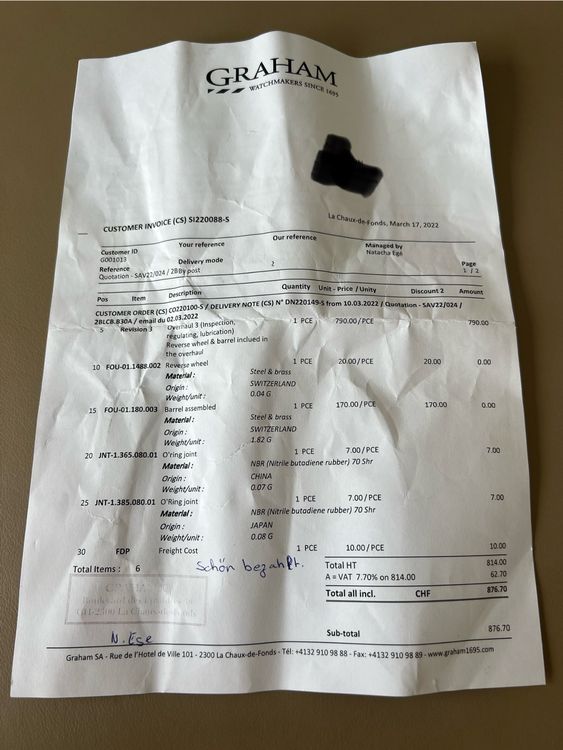 GRAHAM
WATCHMAKERS SINCE 1695
CUSTOMER INVOICE (CS) SI220088-S
La Chaux-de-Fonds, March 17, 2022
Customer ID Your reference Our reference Managed by
G001013 Natacha Egé
Reference Delivery mode Page
Quotation - SAV22/024 / 2B By post 2 1 / 2
Pos Item Description Quantity Unit - Price / Unity Discount 2 Amount
CUSTOMER ORDER (CS) CO220100-S / DELIVERY NOTE (CS) N° DN220149-S from 10.03.2022 / Quotation - SAV22/024 /
2BLCB.B30A / email du 02.03.2022
5 Revision 3 Overhaul 3 (Inspection, 1 PCE 790.00/PCE 790.00
regulating, lubrication)
Reverse wheel & barrel inclued in
the overhaul
10 FOU-01.1488.002 Reverse wheel 1 PCE 20.00/PCE 20.00 0.00
Material : Steel & brass
Origin : SWITZERLAND
Weight/unit : 0.04 G
15 FOU-01.180.003 Barrel assembled 1 PCE 170.00/PCE 170.00 0.00
Material : Steel & brass
Origin : SWITZERLAND
Weight/unit : 1.82 G
20 JNT-1.365.080.01 O'ring joint 1 PCE 7.00/PCE 7.00
Material : NBR (Nitrile butadiene rubber) 70 Shr
Origin : CHINA
Weight/unit : 0.07 G
25 JNT-1.385.080.01 O'Ring joint 1 PCE 7.00/PCE 7.00
Material : NBR (Nitrile butadiene rubber) 70 Shr
Origin : JAPAN
Weight/unit : 0.08 G
30 FDP Freight Cost 1 PCE 10.00/PCE 10.00
Total Items : 6 Schön bezahlt. Total HT 814.00
A = VAT 7.70% on 814.00 62.70
Total all incl. CHF 876.70
CH-2300 La Chaux-de-Fonds
N. Ege
Sub-total 876.70
Graham SA - Rue de l'Hotel de Ville 101 - 2300 La Chaux-de-Fonds - Tél: +4132 910 98 88 - Fax: +4132 910 98 89 - www.graham1695.com